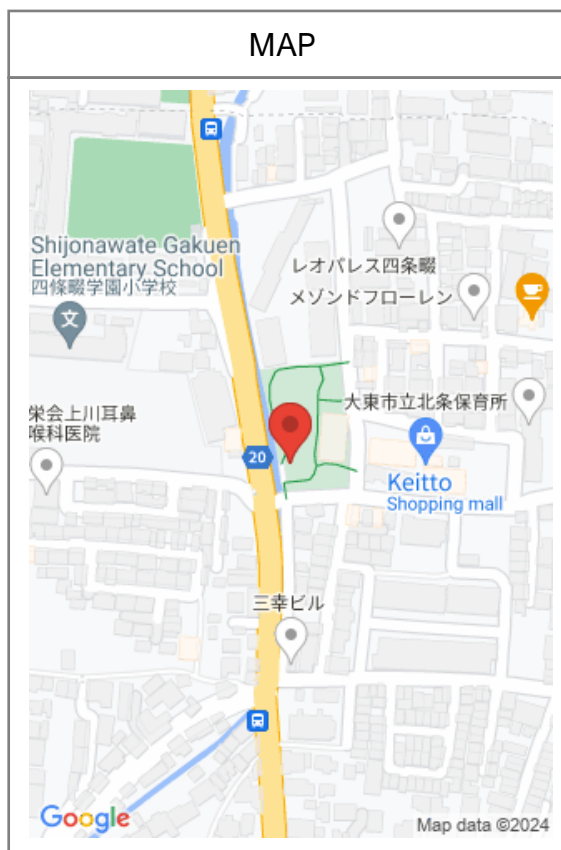 MAP
Shijonawate Gakuen
Elementary School
四條畷学園小学校
文
レオパレス四条畷
メゾンドフローレン
大東市立北条保育所
栄会上川耳鼻
喉科医院
20
Keitto
Shopping mall
三幸ビル
Google
Map data ©2024